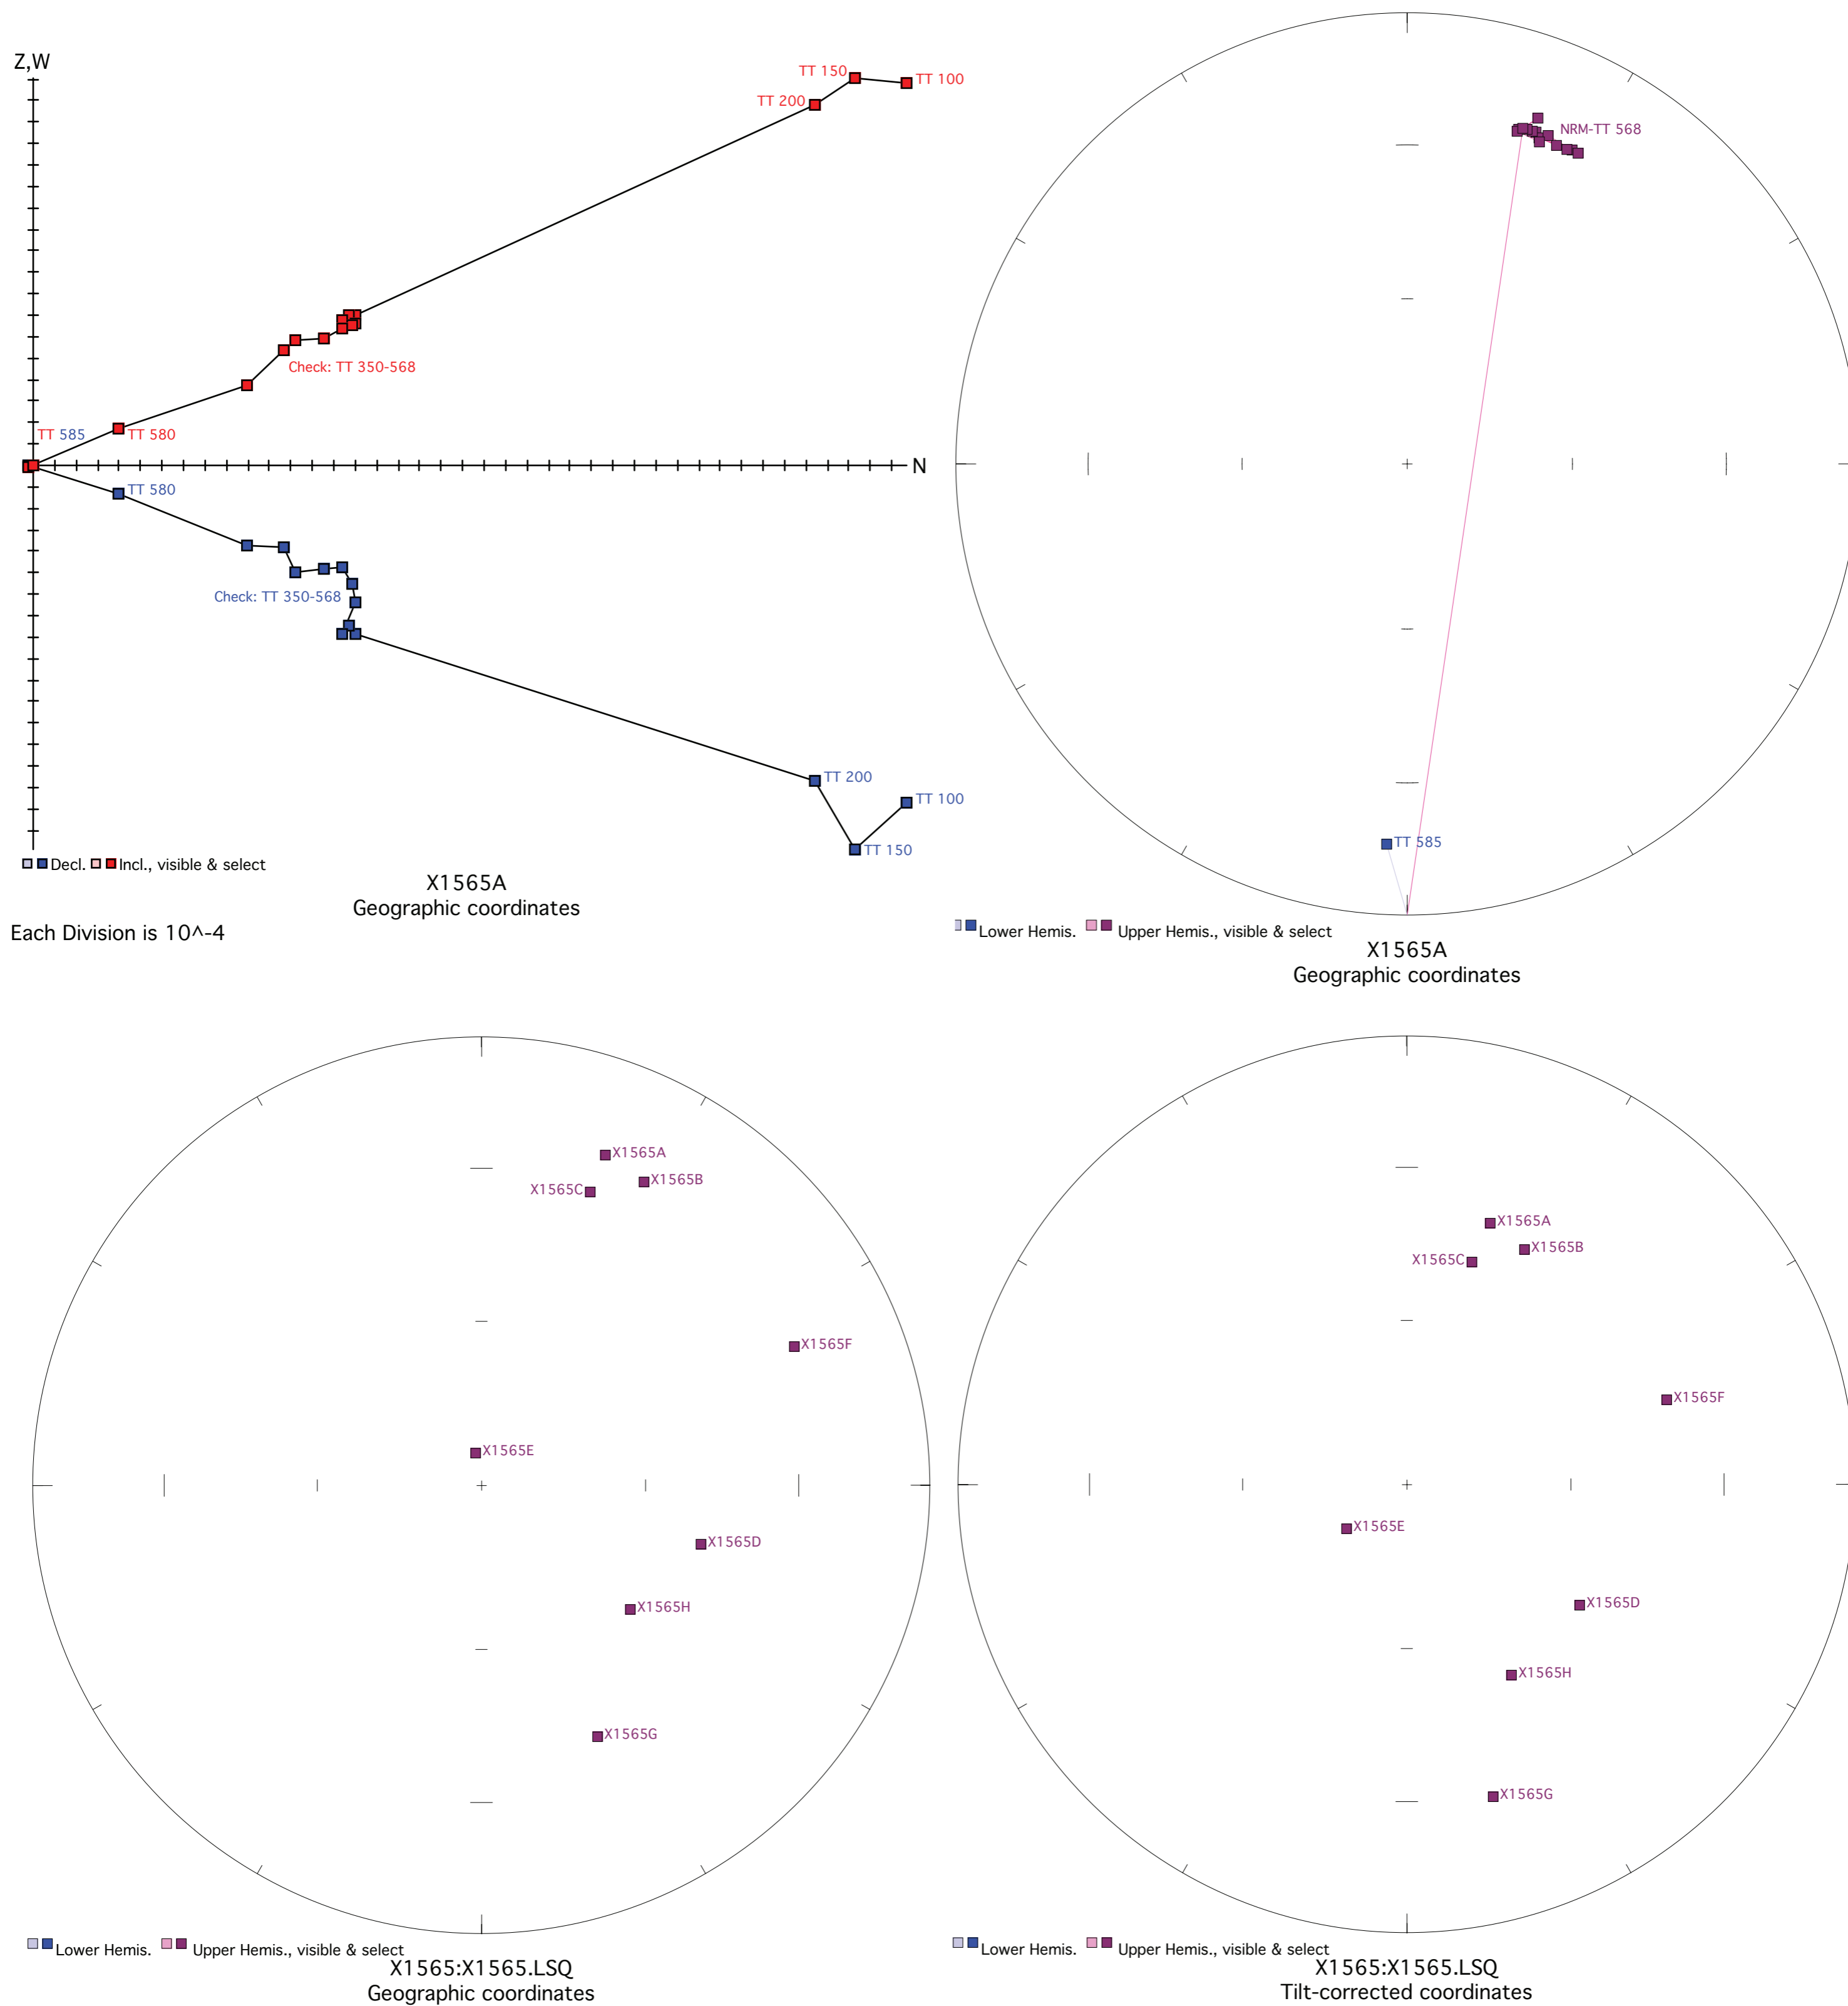 Z,W
TT 150
TT 100
TT 200
Check: TT 350-568
TT 585
TT 580
N
TT 580
Check: TT 350-568
TT 200
TT 100
TT 150
Decl.
Incl., visible & select
X1565A
Geographic coordinates
Each Division is 10^-4
NRM-TT 568
TT 585
Lower Hemis.
Upper Hemis., visible & select
X1565A
Geographic coordinates
X1565A
X1565B
X1565C
X1565F
X1565E
X1565D
X1565H
X1565G
Lower Hemis.
Upper Hemis., visible & select
X1565:X1565.LSQ
Geographic coordinates
X1565A
X1565B
X1565C
X1565F
X1565E
X1565D
X1565H
X1565G
Lower Hemis.
Upper Hemis., visible & select
X1565:X1565.LSQ
Tilt-corrected coordinates